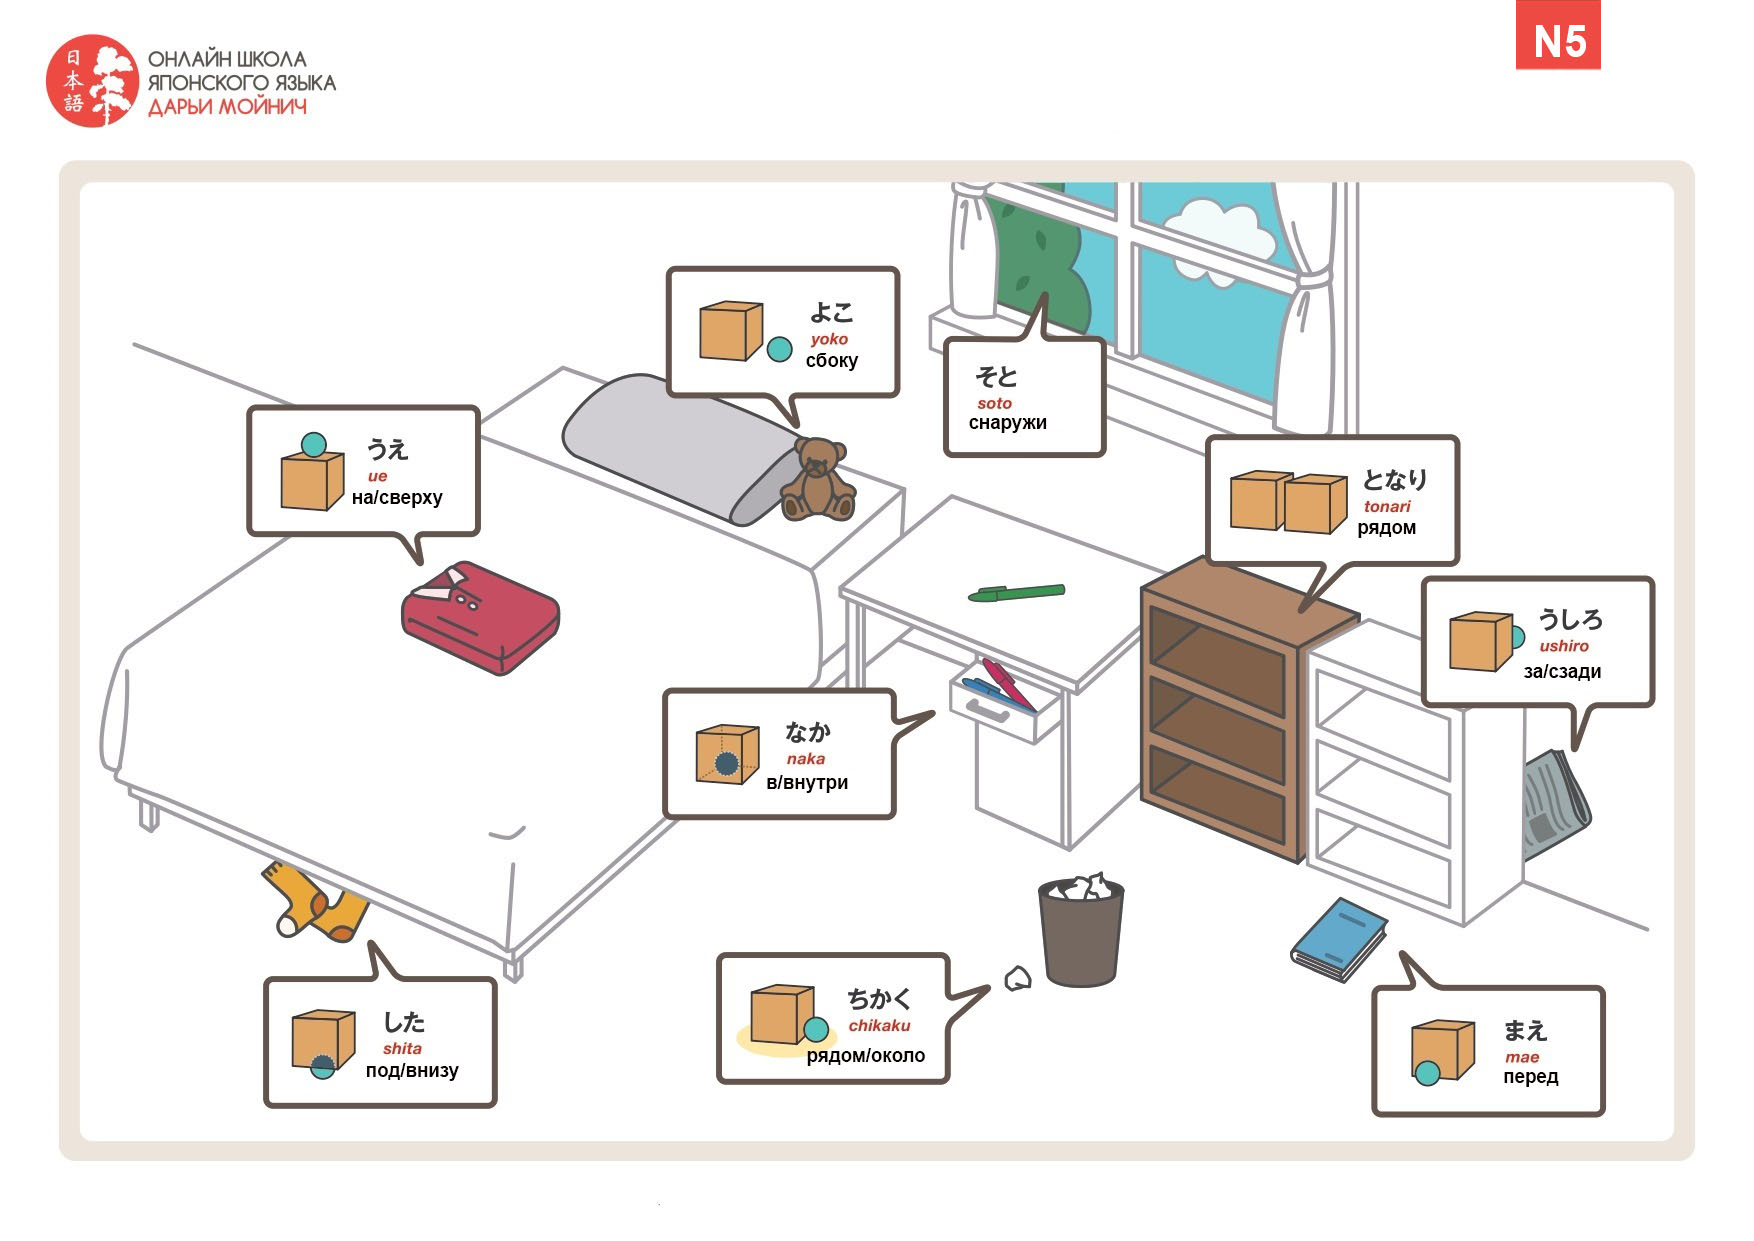 日本語
ОНЛАЙН ШКОЛА
ЯПОНСКОГО ЯЗЫКА
ДАРЬИ МОЙНИЧ
N5
よこ
yoko
сбоку
そと
soto
снаружи
うえ
ue
на/сверху
となり
tonari
рядом
うしろ
ushiro
за/сзади
なか
naka
в/внутри
ちかく
chikaku
рядом/около
した
shita
под/внизу
まえ
mae
перед